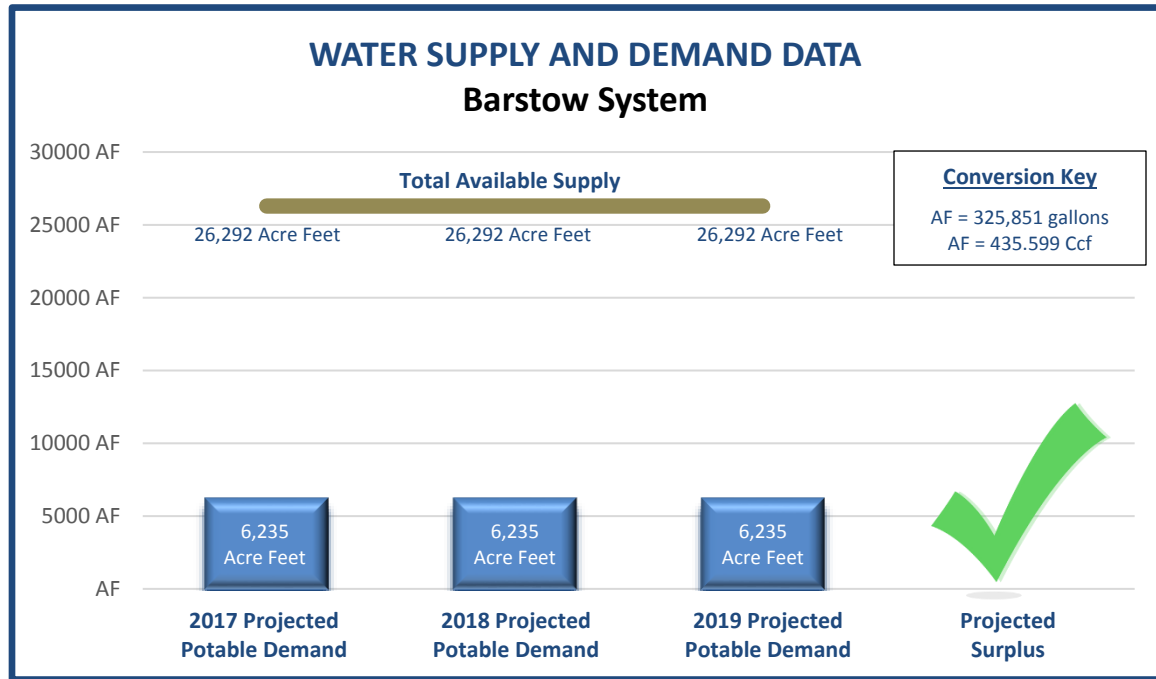 WATER SUPPLY AND DEMAND DATA
Barstow System
30000 AF
25000 AF
20000 AF
15000 AF
10000 AF
5000 AF
AF
Total Available Supply
26,292 Acre Feet
26,292 Acre Feet
26,292 Acre Feet
Conversion Key
AF = 325,851 gallons
AF = 435.599 Ccf
6,235
Acre Feet
6,235
Acre Feet
6,235
Acre Feet
2017 Projected
Potable Demand
2018 Projected
Potable Demand
2019 Projected
Potable Demand
Projected
Surplus